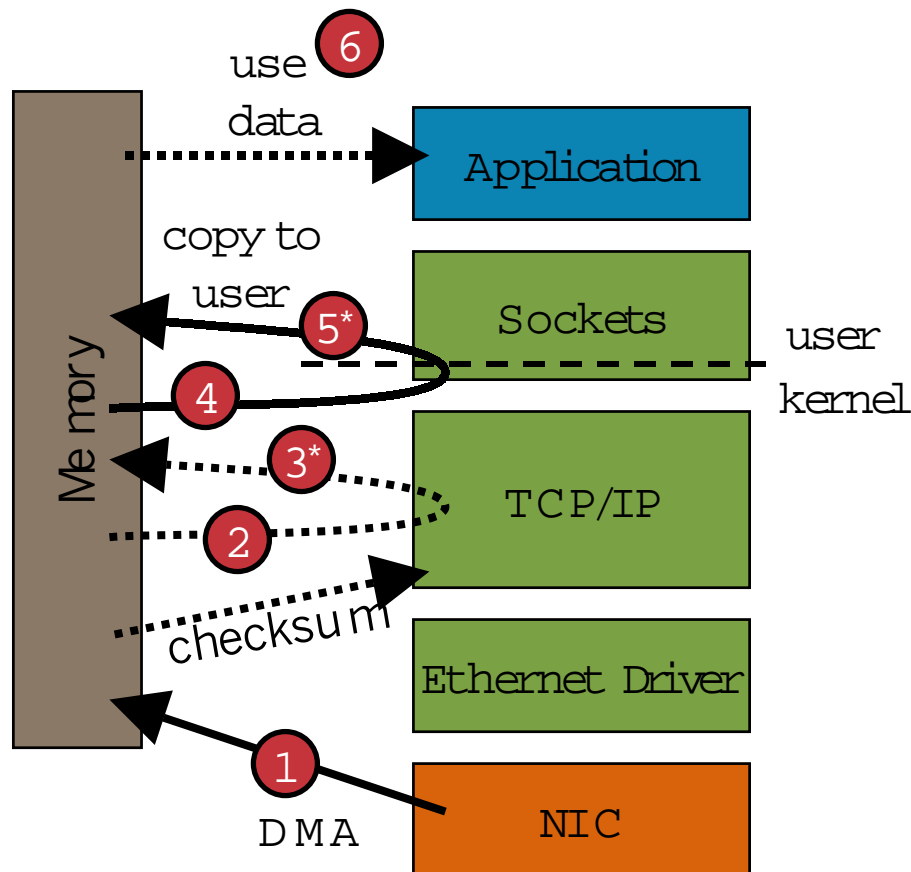 use 6
data
Application
copy to
user
5*
Sockets
user
kernel
4
Memory
3*
TCP/IP
2
checksum
Ethernet Driver
1
DMA
NIC